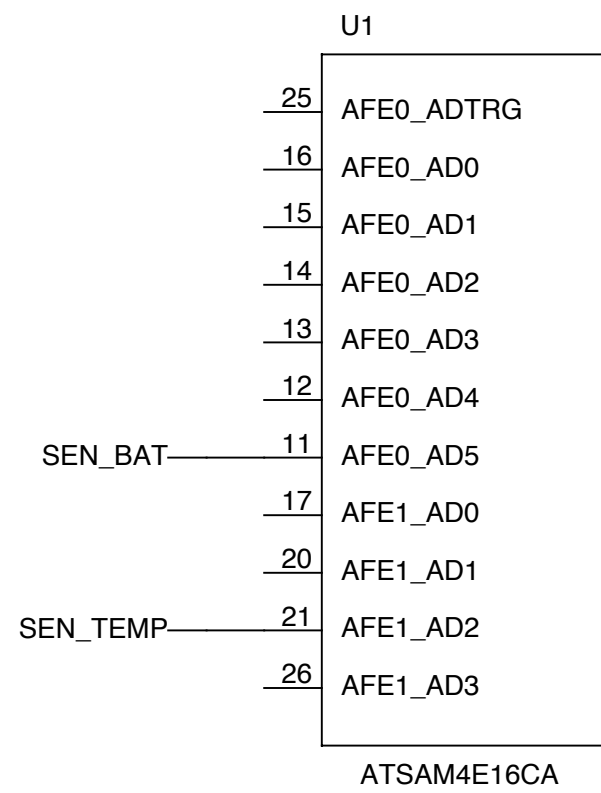 U1
25 AFE0_ADTRG
16 AFE0_AD0
15 AFE0_AD1
14 AFE0_AD2
13 AFE0_AD3
12 AFE0_AD4
SEN_BAT 11 AFE0_AD5
17 AFE1_AD0
20 AFE1_AD1
SEN_TEMP 21 AFE1_AD2
26 AFE1_AD3
ATSAM4E16CA